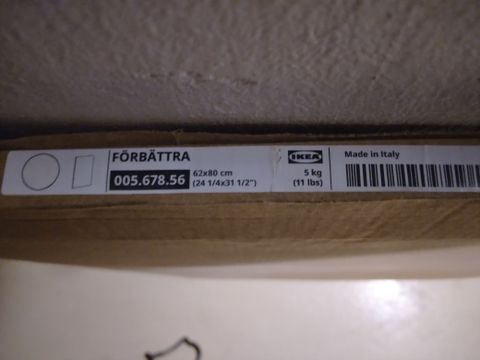 FÖRBÄTTRA
005.678.56
62x80 cm
(24 1/4x31 1/2")
IKEA
5 kg
(11 lbs)
Made in Italy